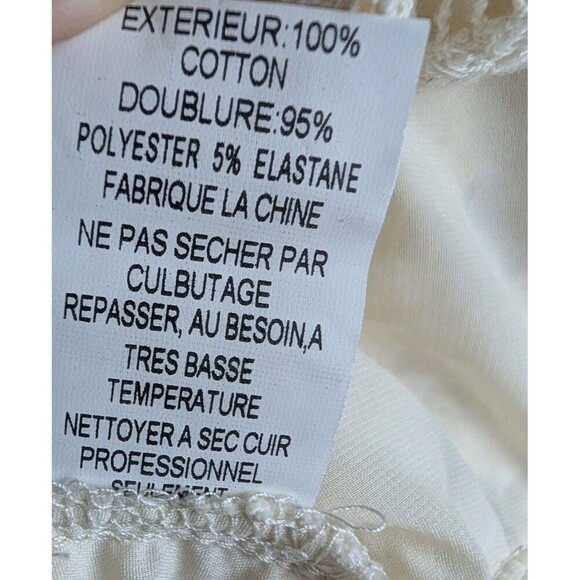 EXTERIEUR:100%
COTTON
DOUBLURE:95%
POLYESTER 5% ELASTANE
FABRIQUE LA CHINE
NE PAS SECHER PAR
CULBUTAGE
REPASSER, AU BESOIN,A
TRES BASSE
TEMPERATURE
NETTOYER A SEC CUIR
PROFESSIONNEL
SEULEMENT